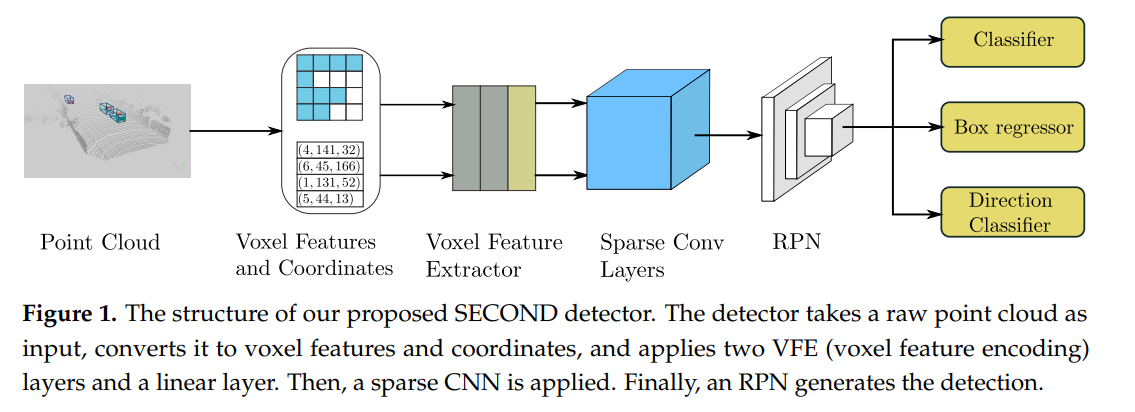 Classifier
(4, 141, 32)
(6, 45, 166)
(1, 131, 52)
(5, 44, 13)
Box regressor
Direction
Classifier
Point Cloud
Voxel Features
and Coordinates
Voxel Feature
Extractor
Sparse Conv
Layers
RPN
Figure 1. The structure of our proposed SECOND detector. The detector takes a raw point cloud as
input, converts it to voxel features and coordinates, and applies two VFE (voxel feature encoding)
layers and a linear layer. Then, a sparse CNN is applied. Finally, an RPN generates the detection.